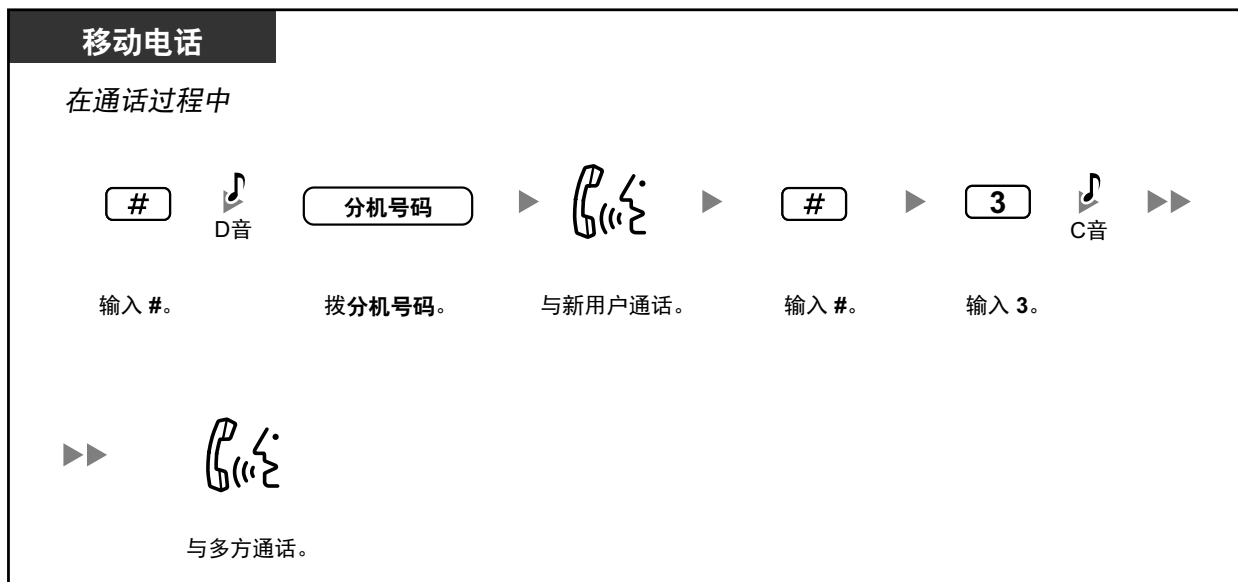 移动电话
在通话过程中
# 分机号码 # 3
D音 C音
输入 #。 拨分机号码。 与新用户通话。 输入 #。 输入 3。
与多方通话。